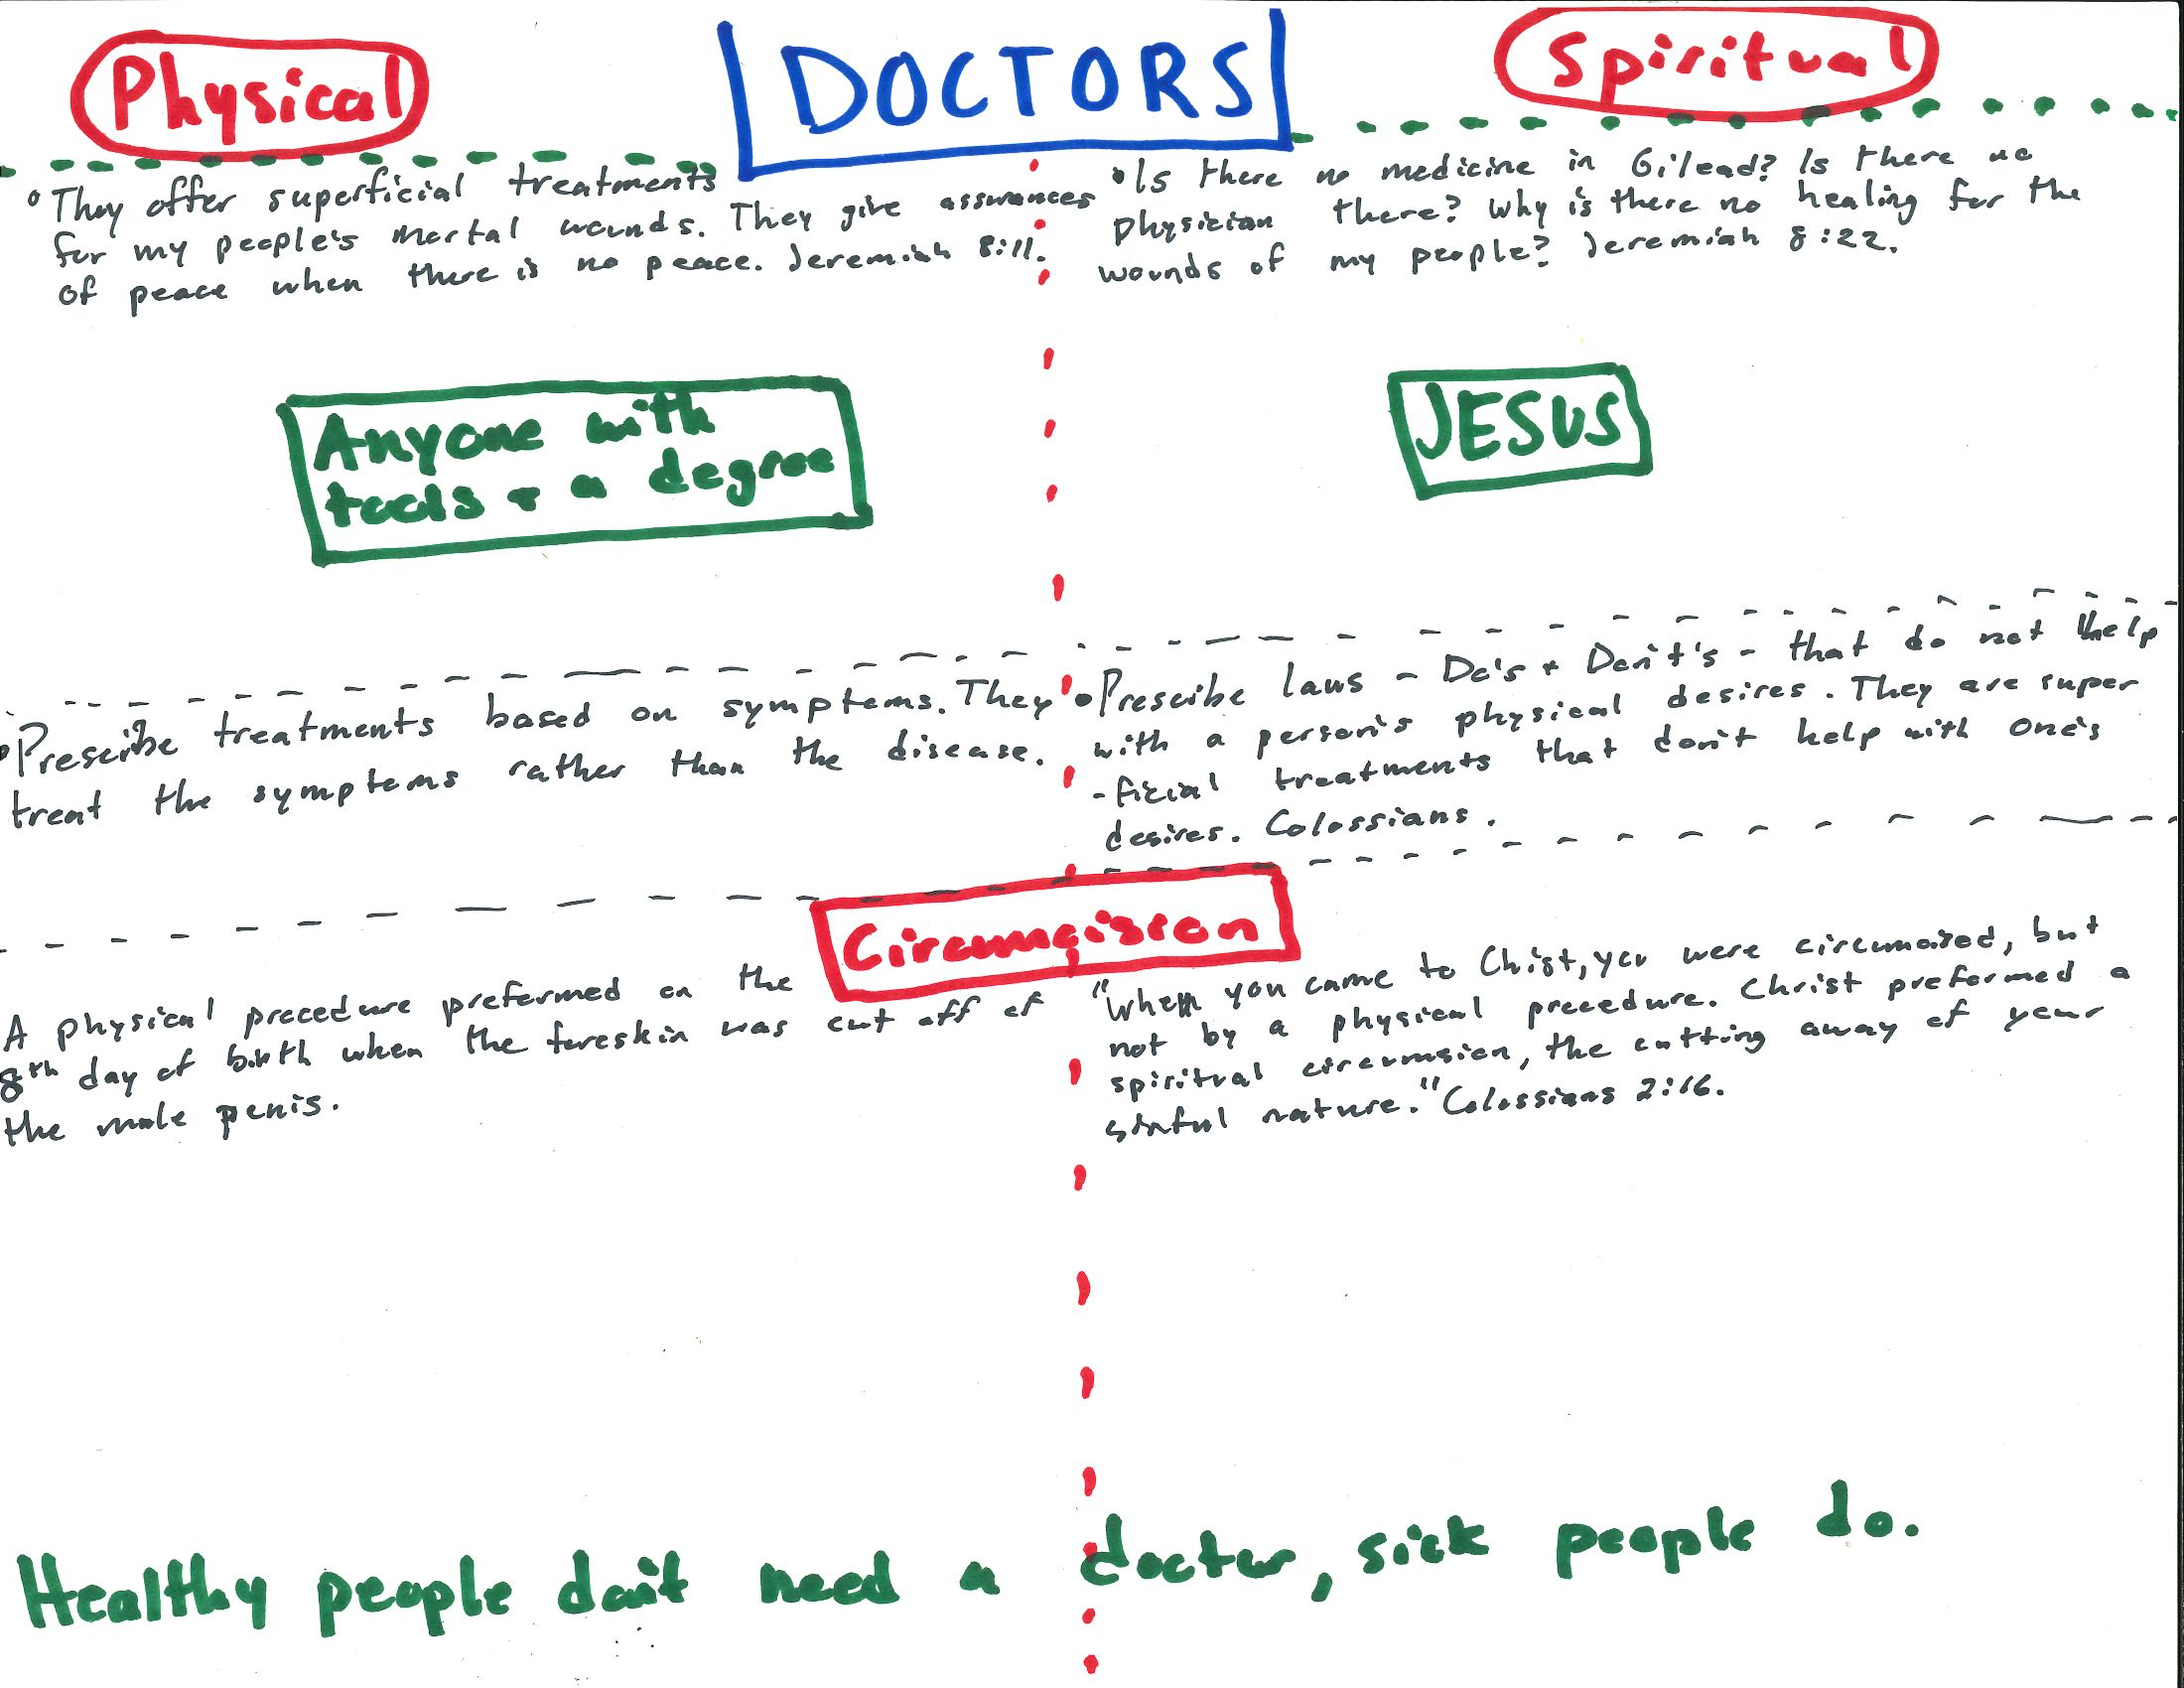 Physical
DOCTORS
Spiritual
They offer superficial treatments
for my people's mortal wounds. They give assurances
of peace when there is no peace. Jeremiah 8:11.
Is there no medicine in Gilead? Is there no
physician there? Why is there no healing for the
wounds of my people? Jeremiah 8:22.
Anyone with
tools + a degree
JESUS
Prescribe treatments based on symptoms. They
treat the symptoms rather than the disease.
Prescribe laws - Do's + Don't's - that do not help
with a person's physical desires. They are super
-ficial treatments that don't help with one's
desires. Colossians.
Circumcision
A physical procedure preformed on the
8th day of birth when the foreskin was cut off of
the male penis.
"When you came to Christ, you were circumcised, but
not by a physical procedure. Christ preformed a
spiritual circumsion, the cutting away of your
sinful nature." Colossians 2:16.
Healthy people don't need a doctor, sick people do.